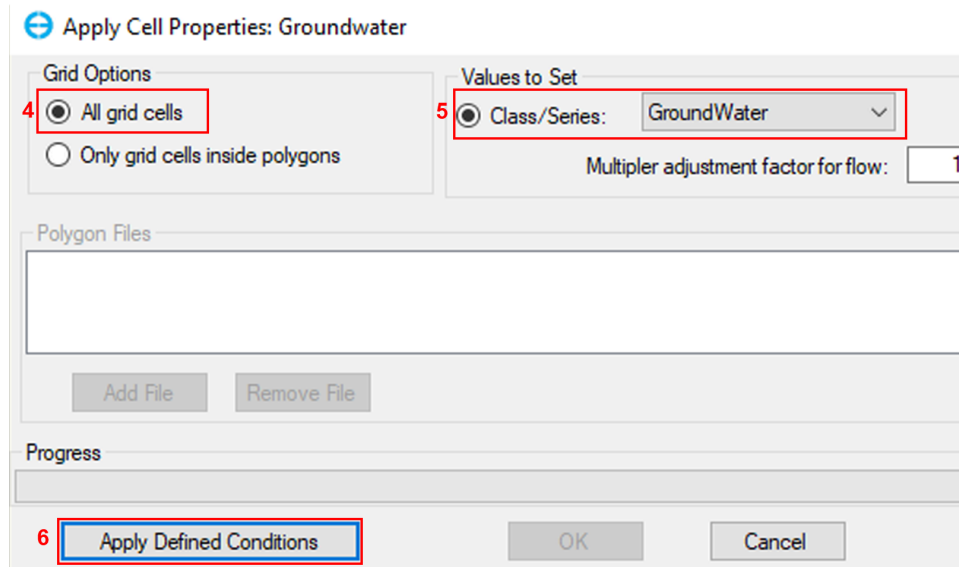 Apply Cell Properties: Groundwater
Grid Options
4 All grid cells
Only grid cells inside polygons
Values to Set
5 Class/Series: GroundWater
Multipler adjustment factor for flow: 1
Polygon Files
Add File Remove File
Progress
6 Apply Defined Conditions OK Cancel